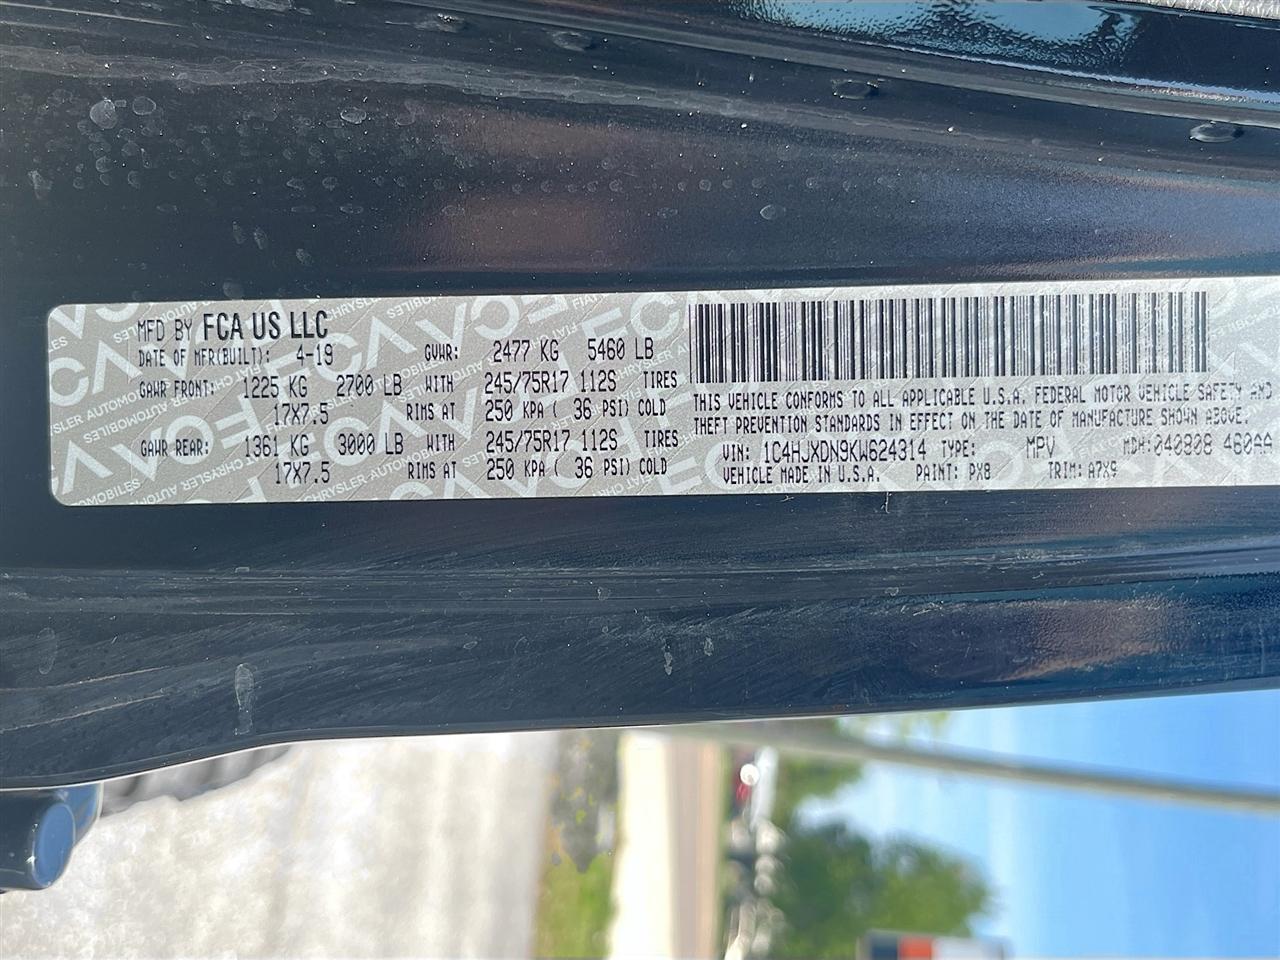 MFD BY FCA US LLC
DATE OF MFR(BUILT): 4-19 GVWR: 2477 KG 5460 LB
GAWR FRONT: 1225 KG 2700 LB WITH 245/75R17 112S TIRES
17X7.5 RIMS AT 250 KPA ( 36 PSI) COLD
GAWR REAR: 1361 KG 3000 LB WITH 245/75R17 112S TIRES
17X7.5 RIMS AT 250 KPA ( 36 PSI) COLD
THIS VEHICLE CONFORMS TO ALL APPLICABLE U.S.A. FEDERAL MOTOR VEHICLE SAFETY AND
THEFT PREVENTION STANDARDS IN EFFECT ON THE DATE OF MANUFACTURE SHOWN ABOVE.
VIN: 1C4HJXDN9KW624314 TYPE: MPV MDH: 040908 460AA
VEHICLE MADE IN U.S.A. PAINT: PX8 TRIM: A7X9